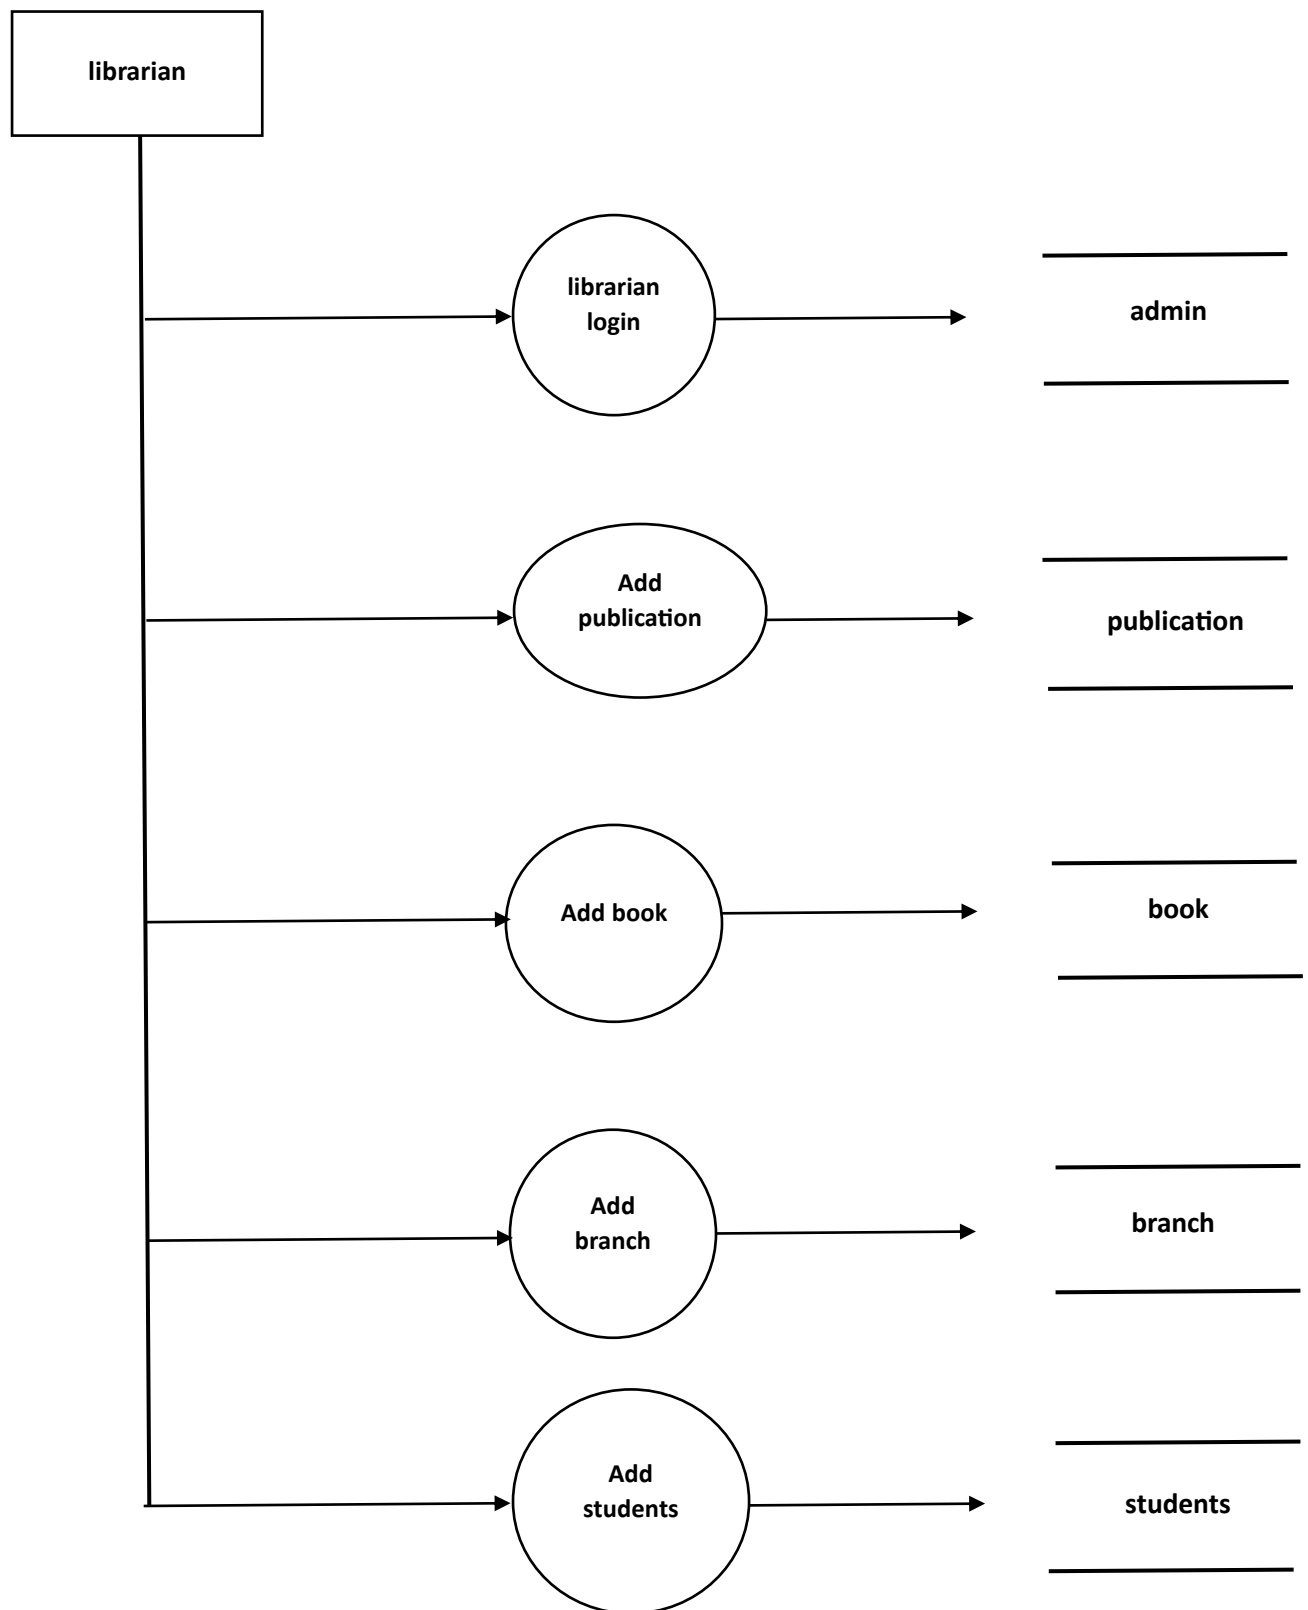 librarian
librarian
login
admin
Add
publication
publication
Add book
book
Add
branch
branch
Add
students
students